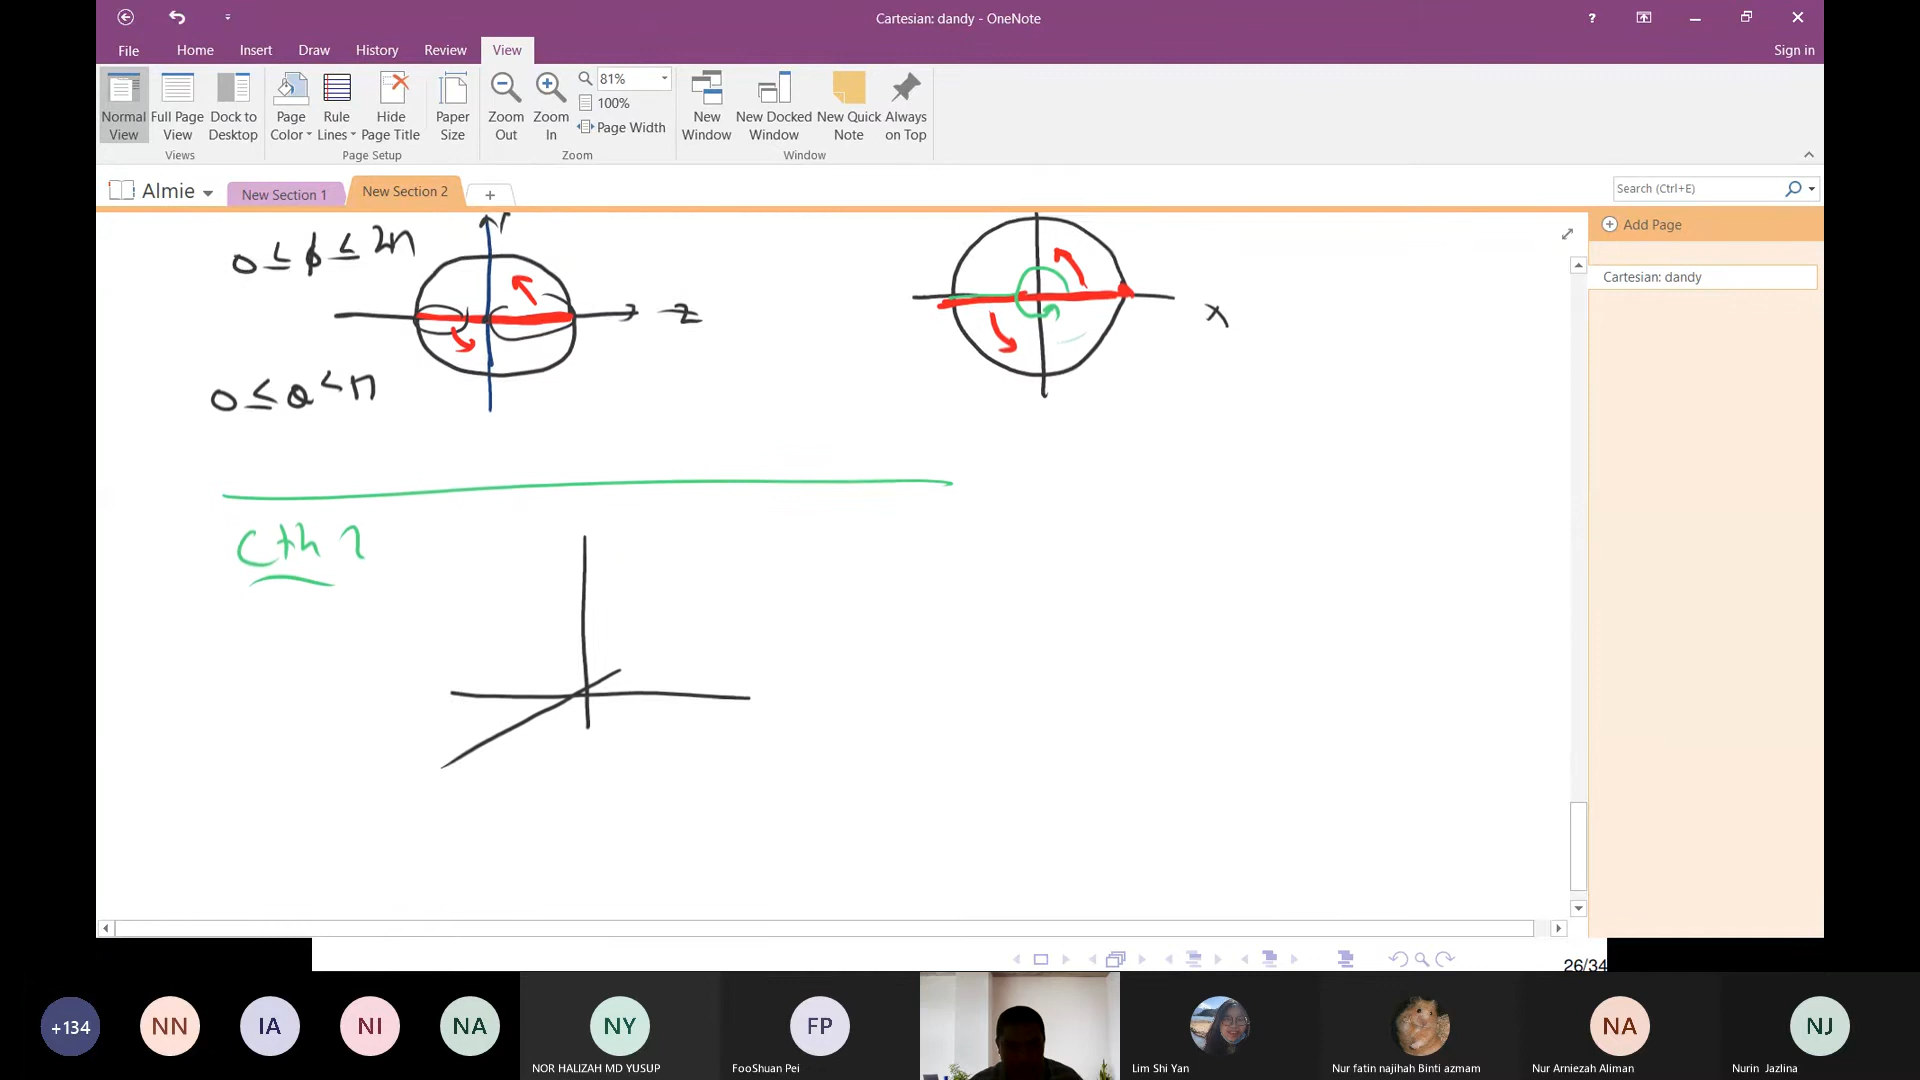 Cartesian: dandy - OneNote
?
File Home Insert Draw History Review View
Sign in
Normal View
Full Page View
Dock to Desktop
Views
Page Color
Rule Lines
Hide Page Title
Paper Size
Page Setup
Zoom Out
Zoom In
81%
100%
Page Width
Zoom
New Window
New Docked Window
New Quick Note
Always on Top
Window
Almie
New Section 1
New Section 2
+
Search (Ctrl+E)
Add Page
Cartesian: dandy
0 ≤ ϕ ≤ 2π
z
x
0 ≤ θ < π
Cth 2
26/34
+134
NN
IA
NI
NA
NY
FP
NA
NJ
NOR HALIZAH MD YUSUP
FooShuan Pei
Lim Shi Yan
Nur fatin najihah Binti azmam
Nur Arniezah Aliman
Nurin Jazlina